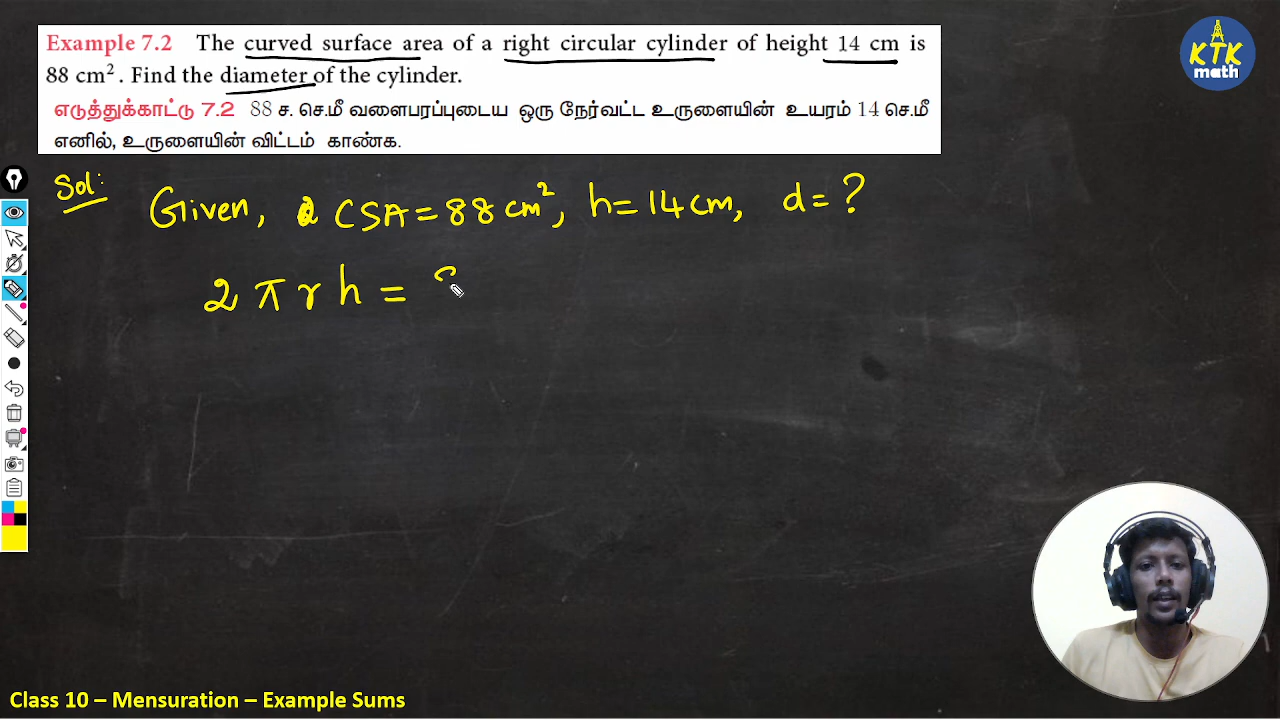 Example 7.2 The curved surface area of a right circular cylinder of height 14 cm is
88 cm². Find the diameter of the cylinder.
எடுத்துக்காட்டு 7.2 88 ச. செ.மீ வளைபரப்புடைய ஒரு நேர்வட்ட உருளையின் உயரம் 14 செ.மீ
எனில், உருளையின் விட்டம் காண்க.
KTK
math
Sol:
Given, CSA = 88 cm², h = 14 cm, d = ?
2 π r h =
Class 10 – Mensuration – Example Sums